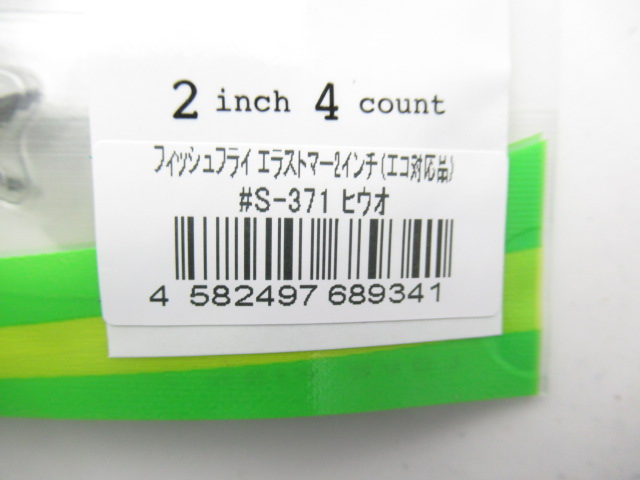 2 inch 4 count
フィッシュフライ エラストマー2インチ(エコ対応品)
#S-371 ヒウオ
4 582497 689341